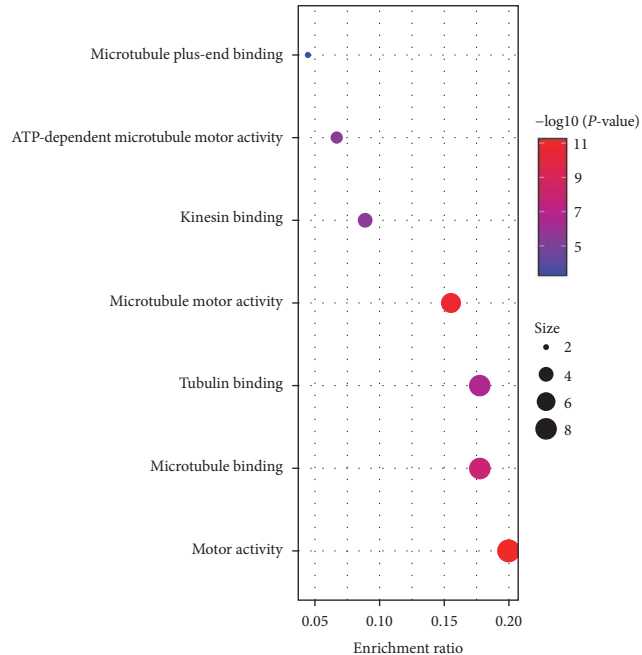 Microtubule plus-end binding
ATP-dependent microtubule motor activity
Kinesin binding
Microtubule motor activity
Tubulin binding
Microtubule binding
Motor activity
0.05 0.10 0.15 0.20
Enrichment ratio
−log10 (P-value)
11
9
7
5
Size
2
4
6
8